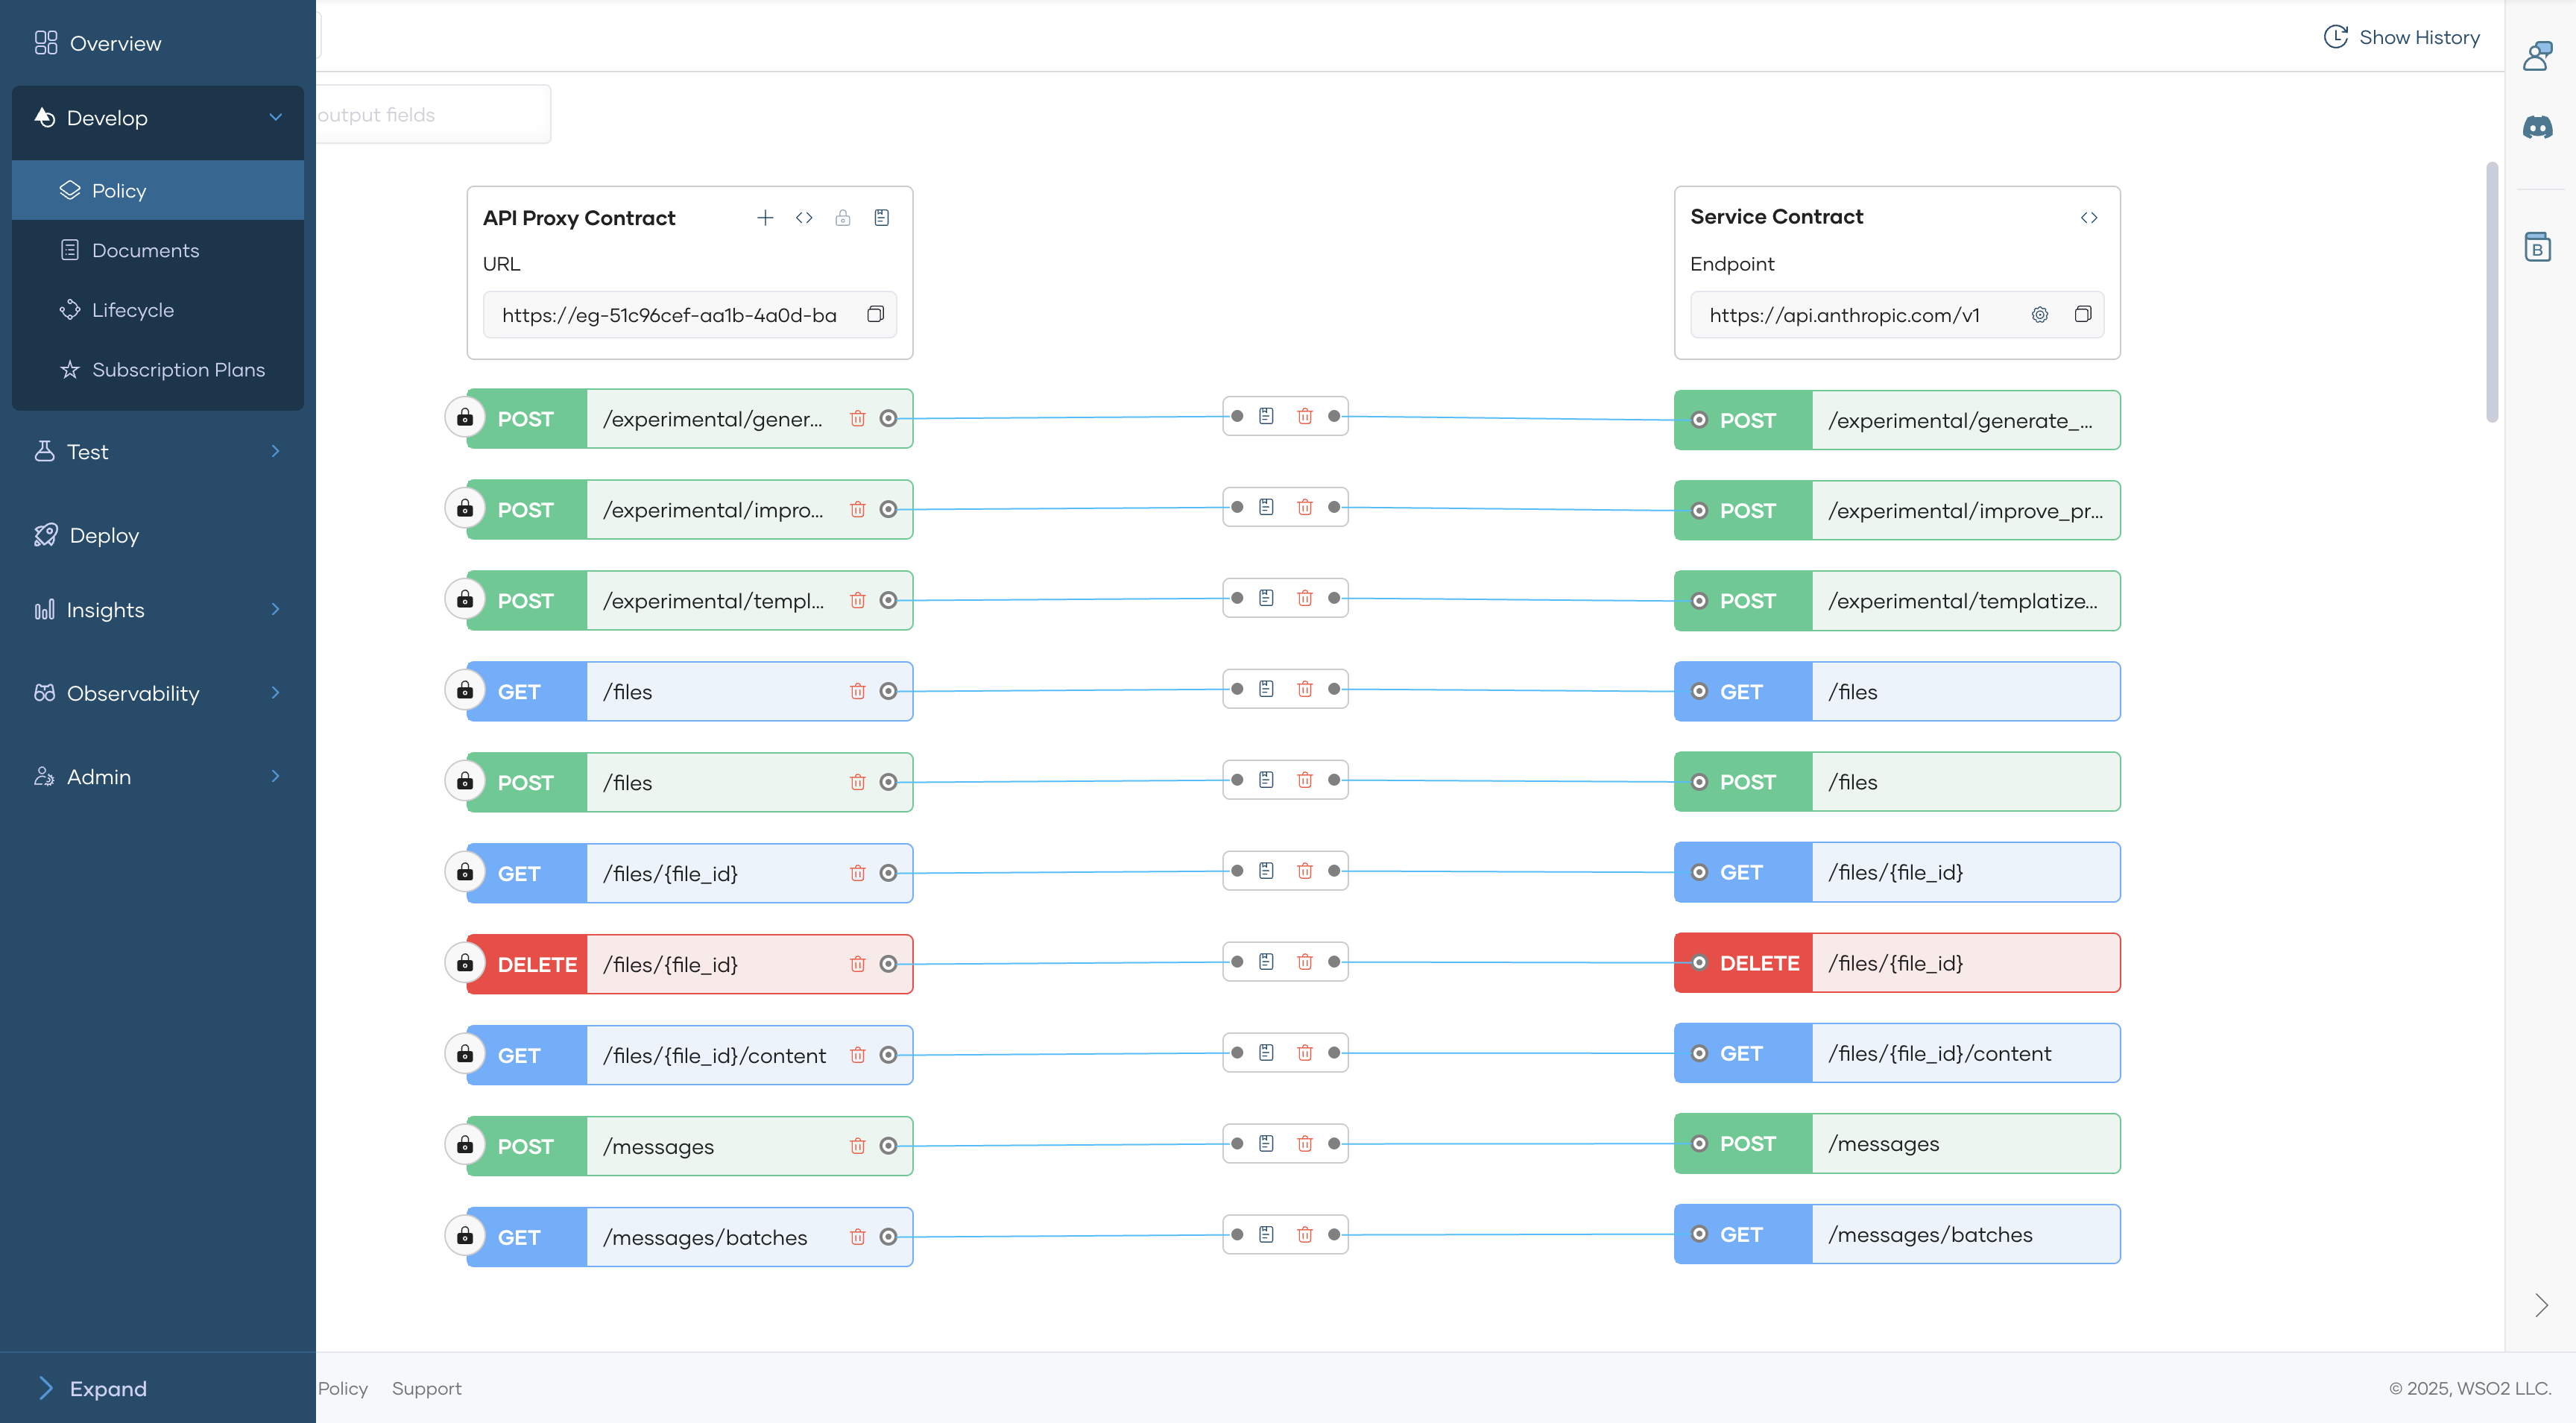 Overview
Develop
Policy
Documents
Lifecycle
Subscription Plans
Test
Deploy
Insights
Observability
Admin
Expand
Show History
output fields
API Proxy Contract
URL
https://eg-51c96cef-aa1b-4a0d-ba
Service Contract
Endpoint
https://api.anthropic.com/v1
POST /experimental/gener... POST /experimental/generate_...
POST /experimental/impro... POST /experimental/improve_pr...
POST /experimental/templ... POST /experimental/templatize...
GET /files GET /files
POST /files POST /files
GET /files/{file_id} GET /files/{file_id}
DELETE /files/{file_id} DELETE /files/{file_id}
GET /files/{file_id}/content GET /files/{file_id}/content
POST /messages POST /messages
GET /messages/batches GET /messages/batches
B
Policy Support
© 2025, WSO2 LLC.